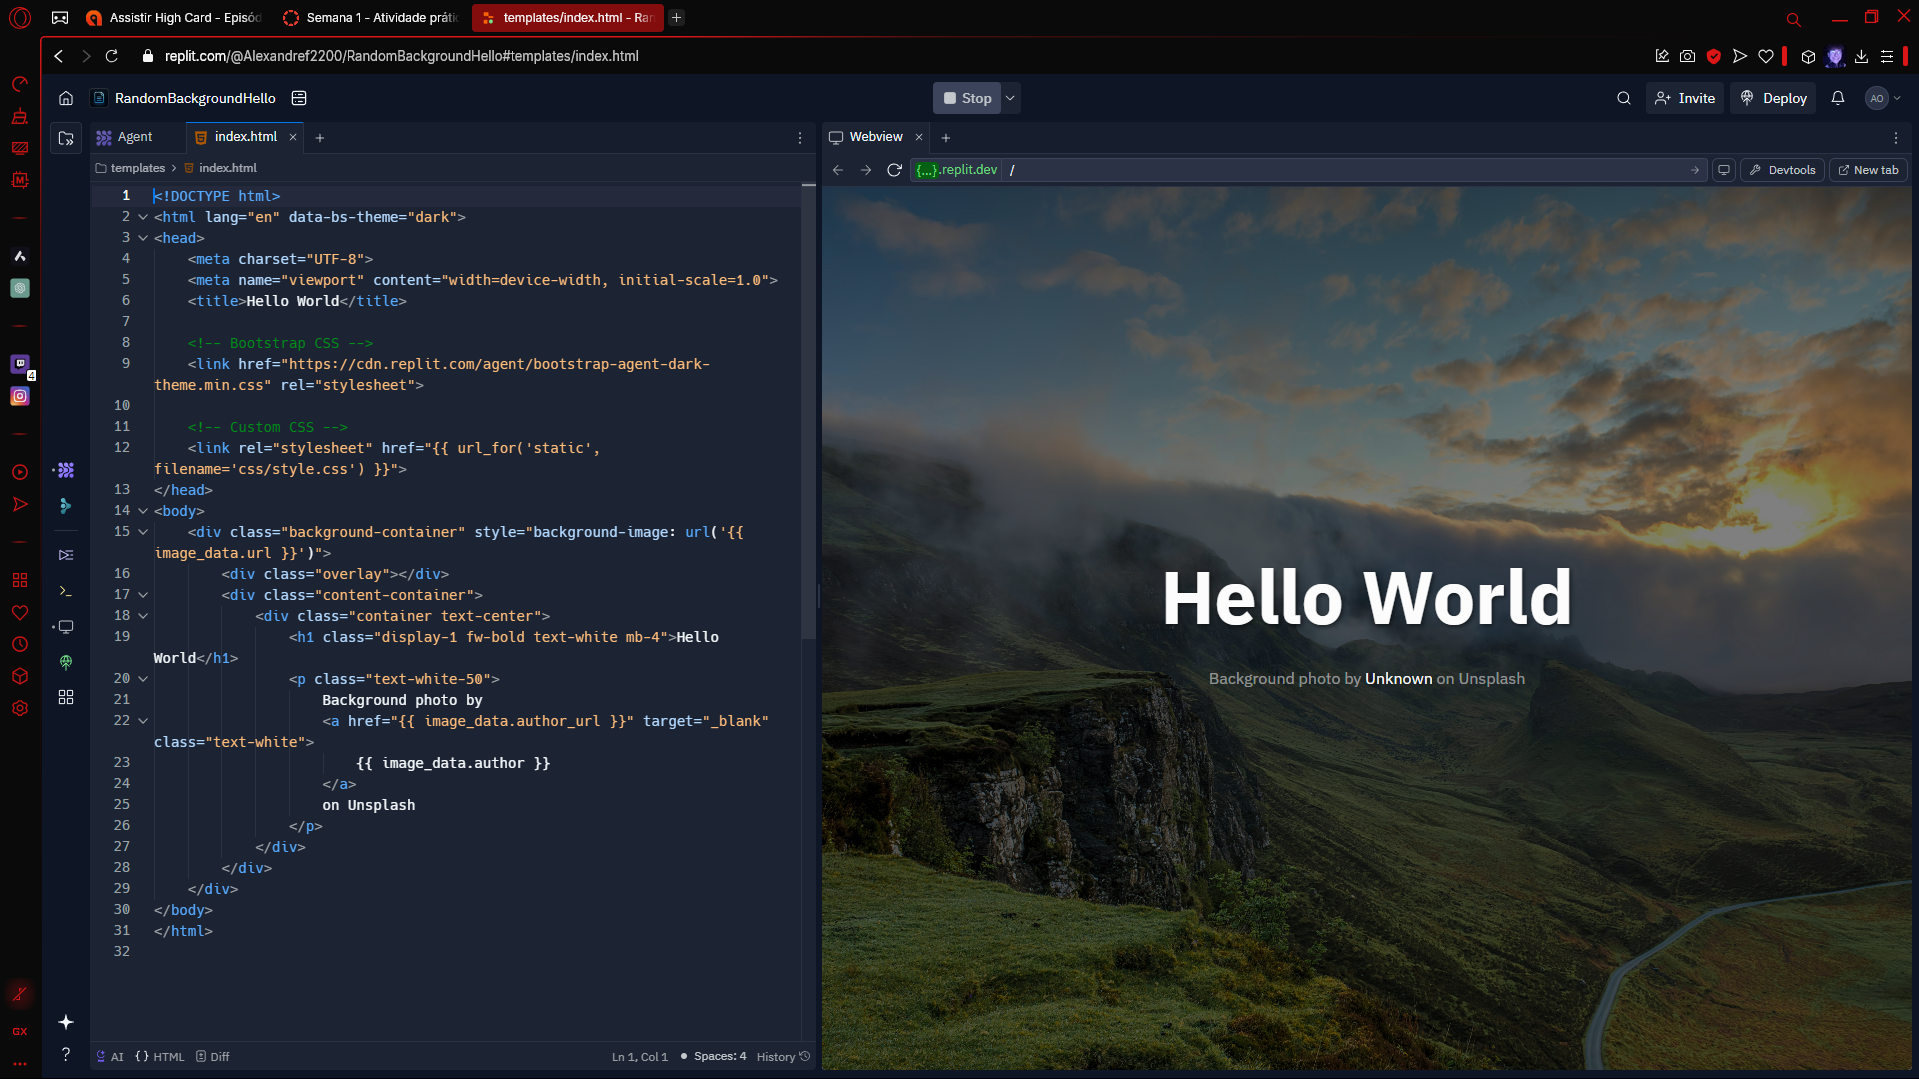 Assistir High Card - Episód
Semana 1 - Atividade prátic
templates/index.html - Ran
replit.com/@Alexandref2200/RandomBackgroundHello#templates/index.html
RandomBackgroundHello
Stop
Invite
Deploy
AO
Agent
index.html
Webview
templates > index.html
{...}.replit.dev /
Devtools
New tab
1 <!DOCTYPE html>
2 <html lang="en" data-bs-theme="dark">
3 <head>
4 <meta charset="UTF-8">
5 <meta name="viewport" content="width=device-width, initial-scale=1.0">
6 <title>Hello World</title>
7
8 <!-- Bootstrap CSS -->
9 <link href="https://cdn.replit.com/agent/bootstrap-agent-dark-
theme.min.css" rel="stylesheet">
10
11 <!-- Custom CSS -->
12 <link rel="stylesheet" href="{{ url_for('static',
filename='css/style.css') }}">
13 </head>
14 <body>
15 <div class="background-container" style="background-image: url('{{
image_data.url }}')">
16 <div class="overlay"></div>
17 <div class="content-container">
18 <div class="container text-center">
19 <h1 class="display-1 fw-bold text-white mb-4">Hello
World</h1>
20 <p class="text-white-50">
21 Background photo by
22 <a href="{{ image_data.author_url }}" target="_blank"
class="text-white">
23 {{ image_data.author }}
24 </a>
25 on Unsplash
26 </p>
27 </div>
28 </div>
29 </div>
30 </body>
31 </html>
32
Hello World
Background photo by Unknown on Unsplash
4
GX
AI
{} HTML
Diff
Ln 1, Col 1
Spaces: 4
History